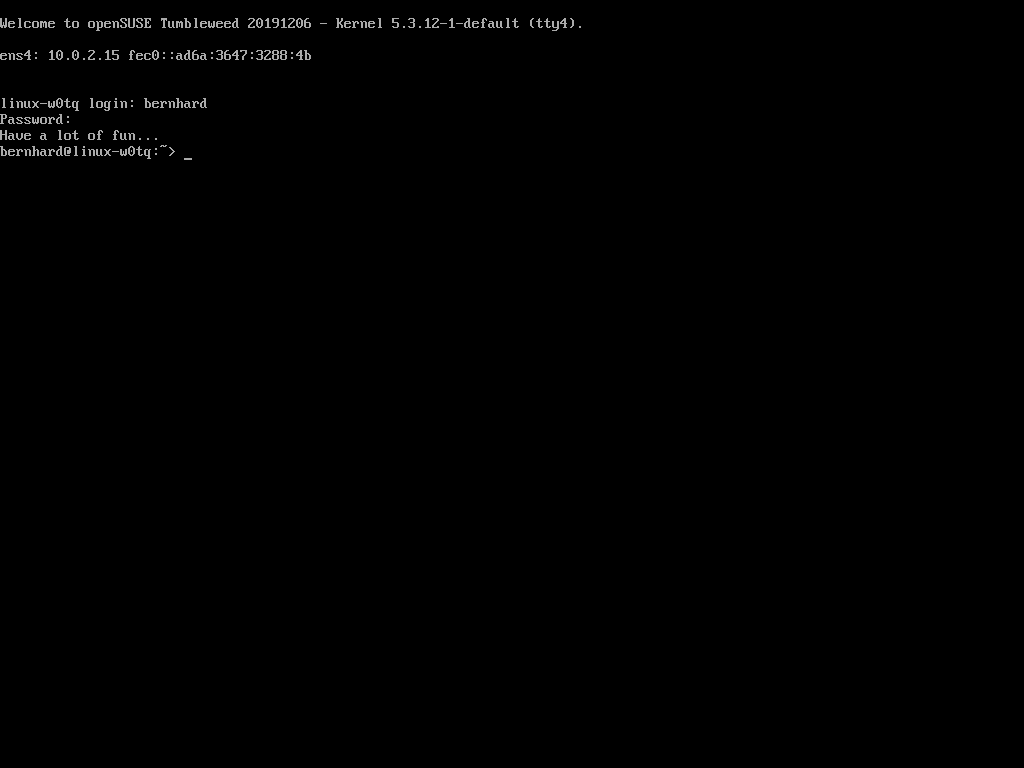 Welcome to openSUSE Tumbleweed 20191206 - Kernel 5.3.12-1-default (tty4).
ens4: 10.0.2.15 fec0::ad6a:3647:3288:4b
linux-w0tq login: bernhard
Password:
Have a lot of fun...
bernhard@linux-w0tq:~> _